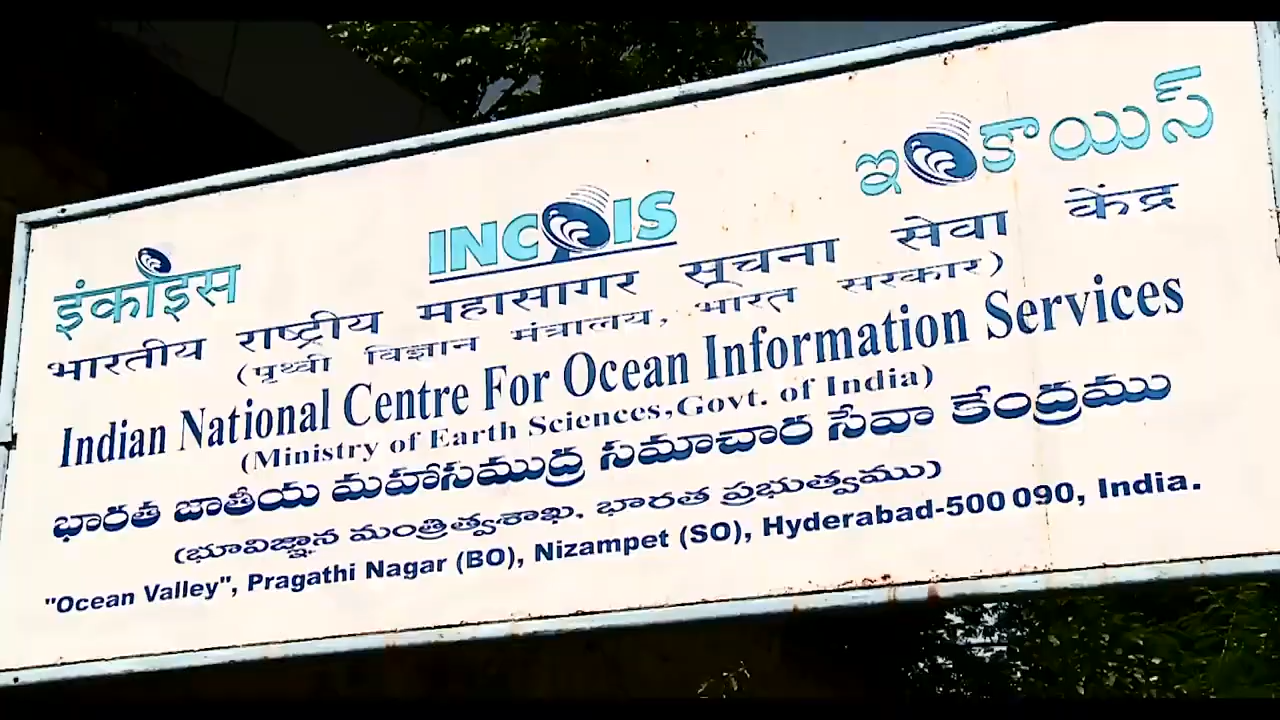 इंकाइस INCOIS ఇంకాయిస్
भारतीय राष्ट्रीय महासागर सूचना सेवा केंद्र
(पृथ्वी विज्ञान मंत्रालय, भारत सरकार)
Indian National Centre For Ocean Information Services
(Ministry of Earth Sciences,Govt. of India)
భారత జాతీయ మహాసముద్ర సమాచార సేవా కేంద్రము
(భూవిజ్ఞాన మంత్రిత్వశాఖ, భారత ప్రభుత్వము)
"Ocean Valley", Pragathi Nagar (BO), Nizampet (SO), Hyderabad-500 090, India.